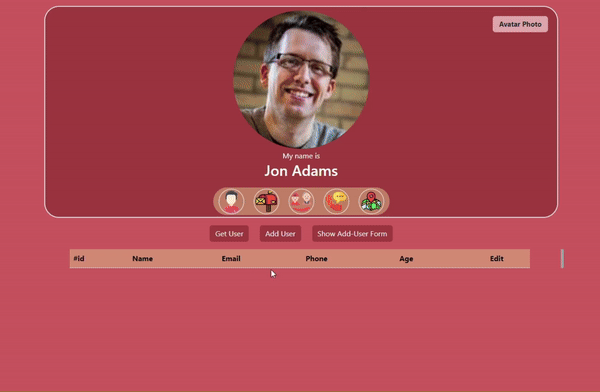 Avatar Photo
My name is
Jon Adams
Get User Add User Show Add-User Form
#id Name Email Phone Age Edit